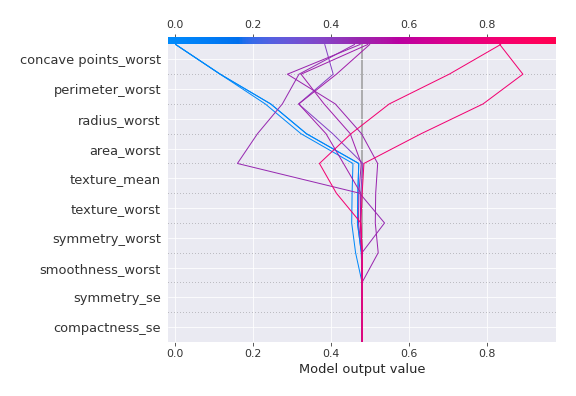 0.0 0.2 0.4 0.6 0.8
concave points_worst
perimeter_worst
radius_worst
area_worst
texture_mean
texture_worst
symmetry_worst
smoothness_worst
symmetry_se
compactness_se
0.0 0.2 0.4 0.6 0.8
Model output value